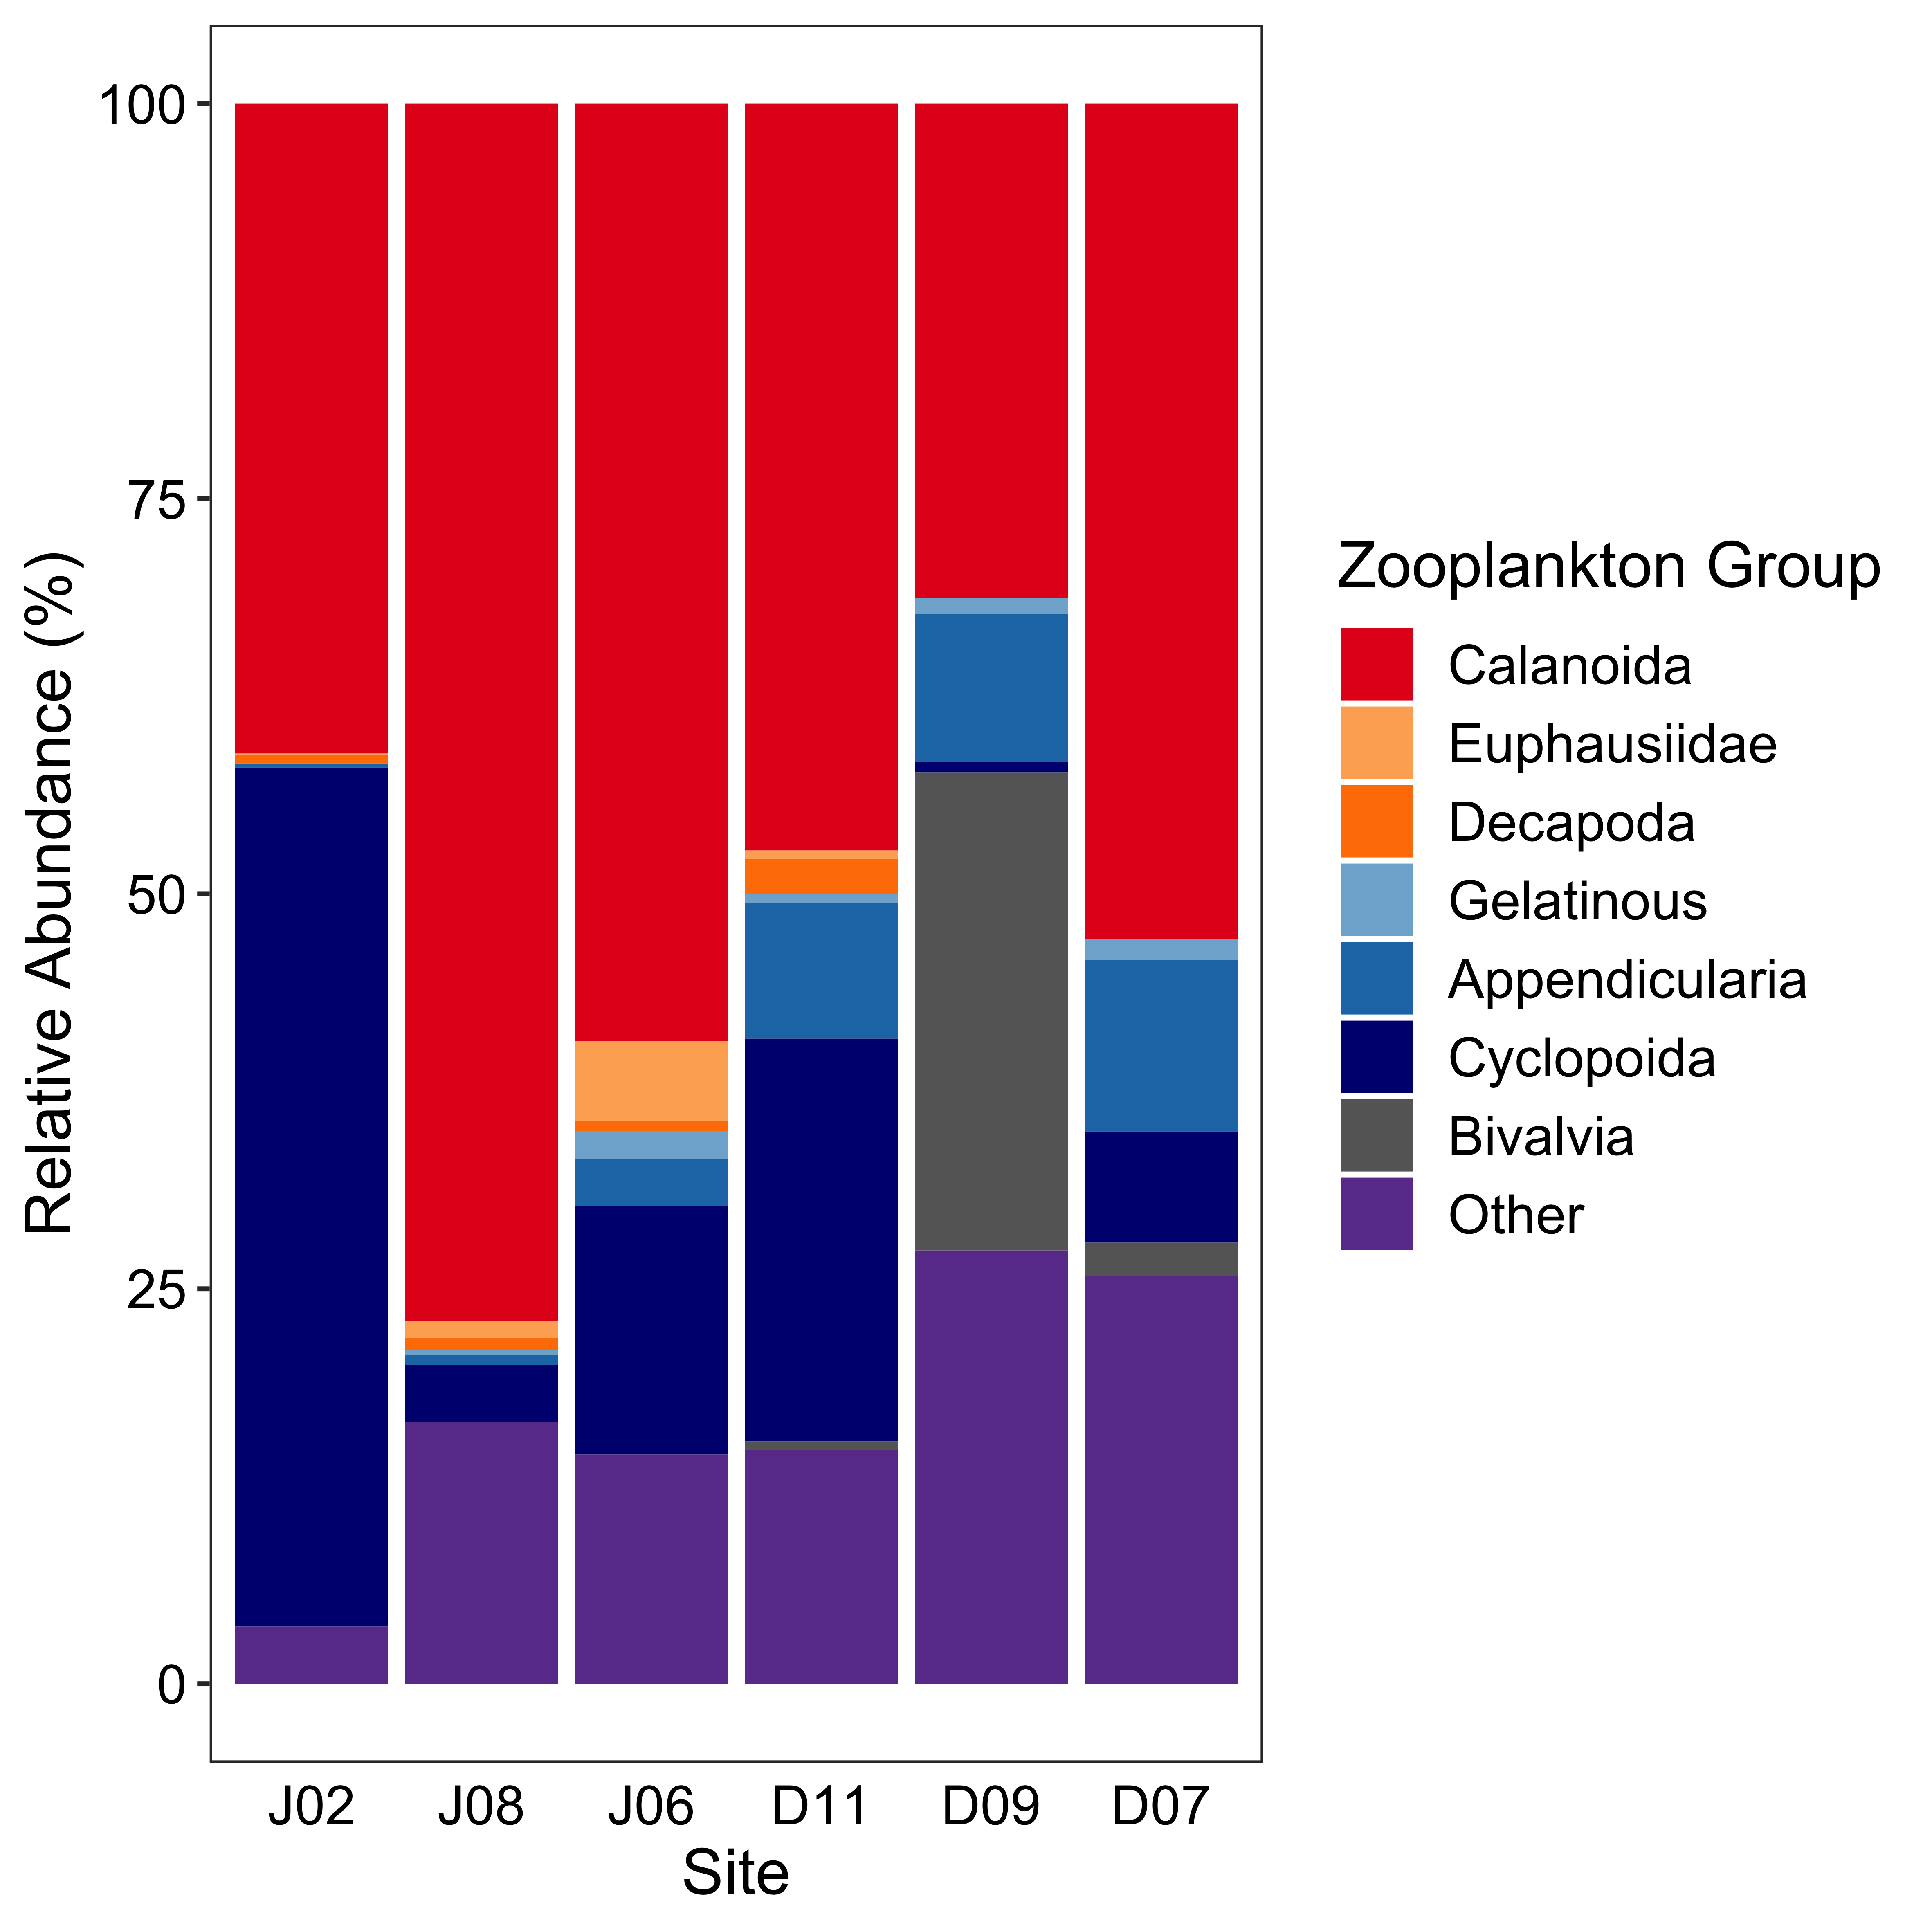 Relative Abundance (%)
100
75
50
25
0
J02 J08 J06 D11 D09 D07
Site
Zooplankton Group
Calanoida
Euphausiidae
Decapoda
Gelatinous
Appendicularia
Cyclopoida
Bivalvia
Other